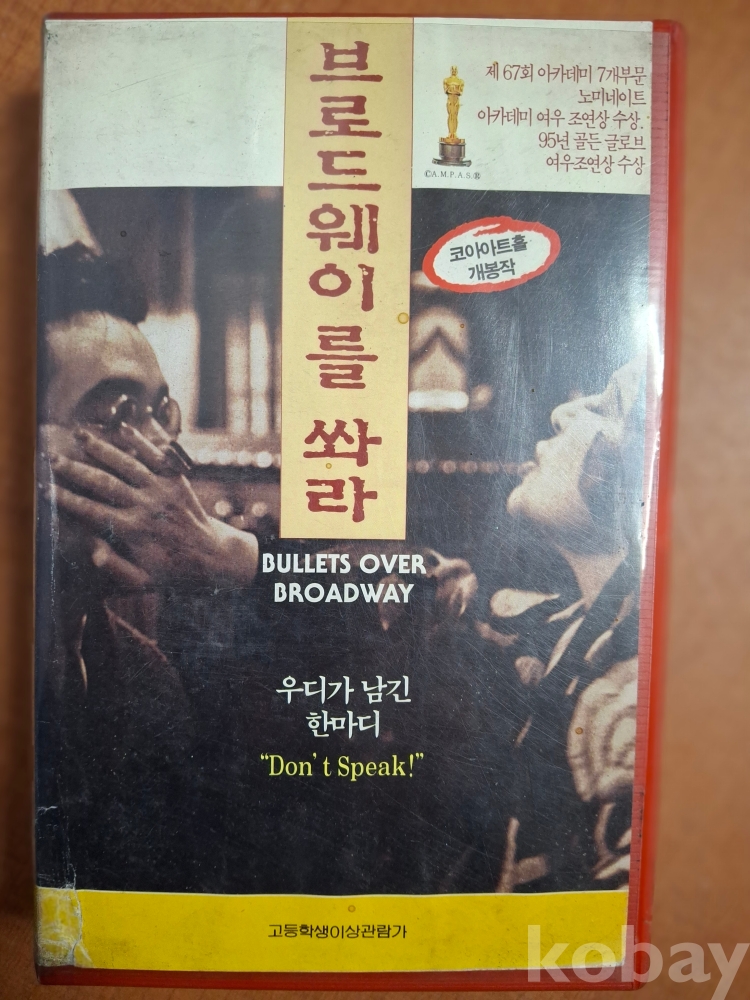 브로드웨이를 쏴라
제 67회 아카데미 7개부문
노미네이트
아카데미 여우 조연상 수상.
95년 골든 글로브
여우조연상 수상
©A.M.P.A.S.®
코아아트홀
개봉작
BULLETS OVER
BROADWAY
우디가 남긴
한마디
“Don't Speak!”
고등학생이상관람가
kobay